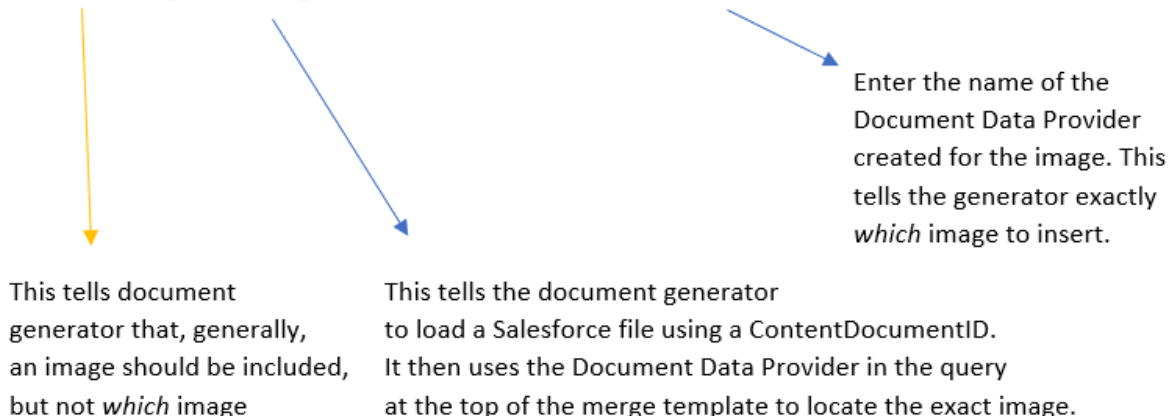 Enter the name of the
Document Data Provider
created for the image. This
tells the generator exactly
which image to insert.
This tells document
generator that, generally,
an image should be included,
but not which image
This tells the document generator
to load a Salesforce file using a ContentDocumentID.
It then uses the Document Data Provider in the query
at the top of the merge template to locate the exact image.